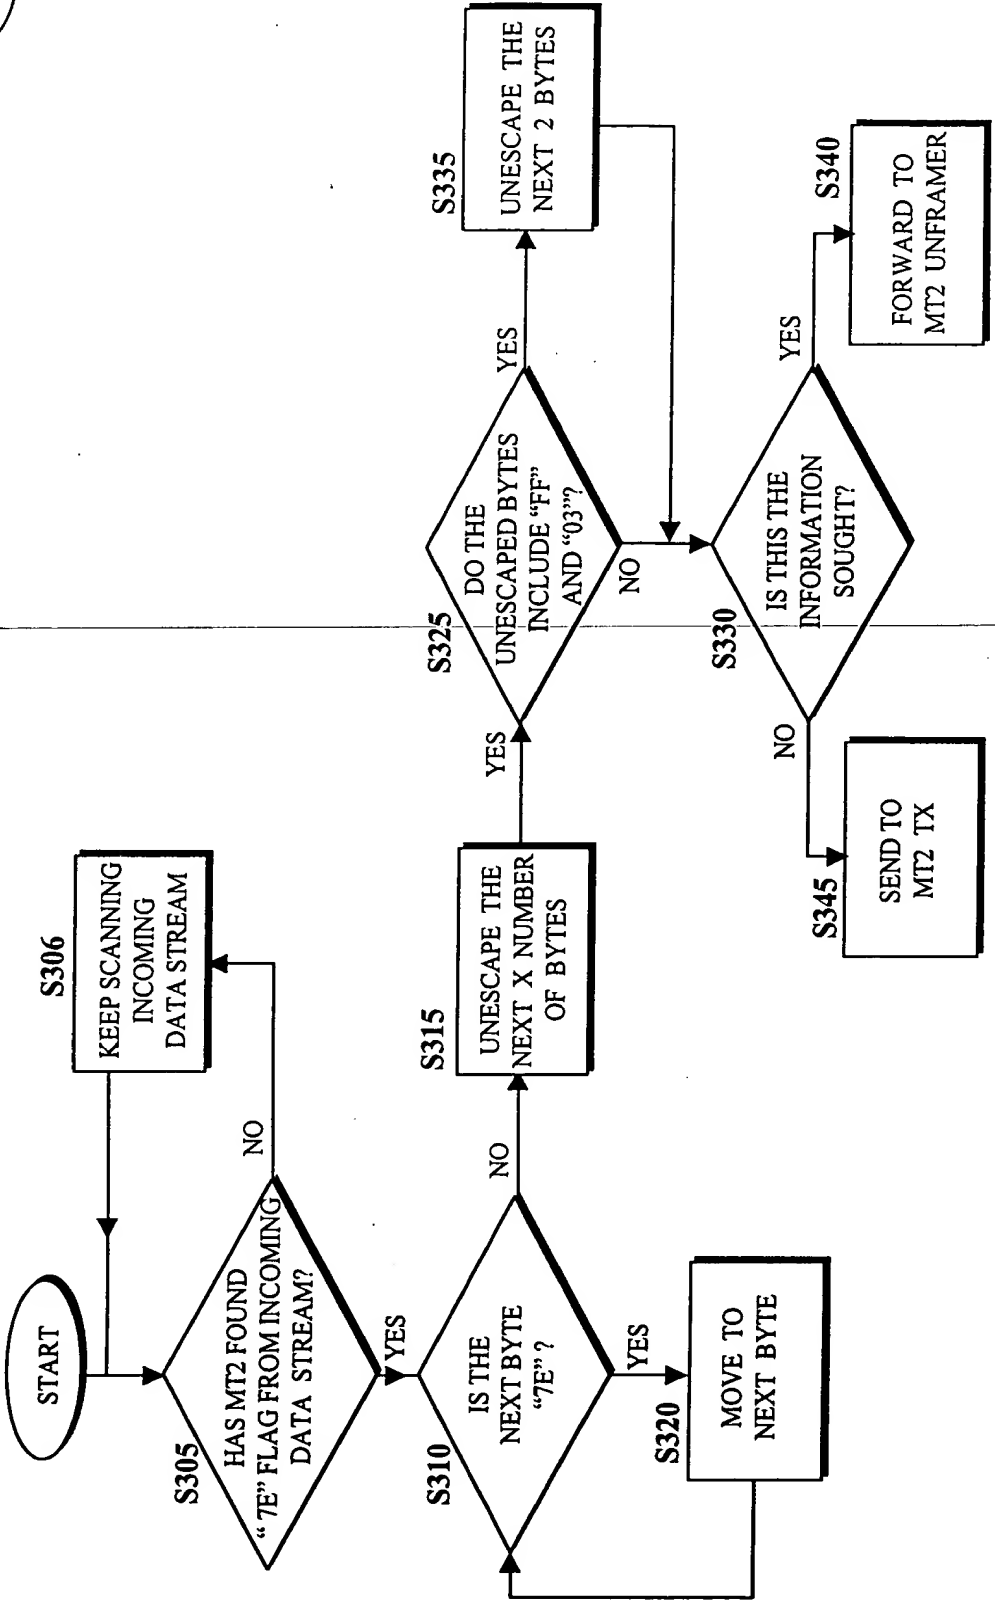 START
S305
HAS MT2 FOUND
“ 7E” FLAG FROM INCOMING
DATA STREAM?
NO
S306
KEEP SCANNING
INCOMING
DATA STREAM
YES
S310
IS THE
NEXT BYTE
“7E” ?
YES
S320
MOVE TO
NEXT BYTE
NO
S315
UNESCAPE THE
NEXT X NUMBER
OF BYTES
YES
S325
DO THE
UNESCAPED BYTES
INCLUDE “FF”
AND “03”?
YES
S335
UNESCAPE THE
NEXT 2 BYTES
NO
S330
IS THIS THE
INFORMATION
SOUGHT?
NO
S345
SEND TO
MT2 TX
YES
S340
FORWARD TO
MT2 UNFRAMER